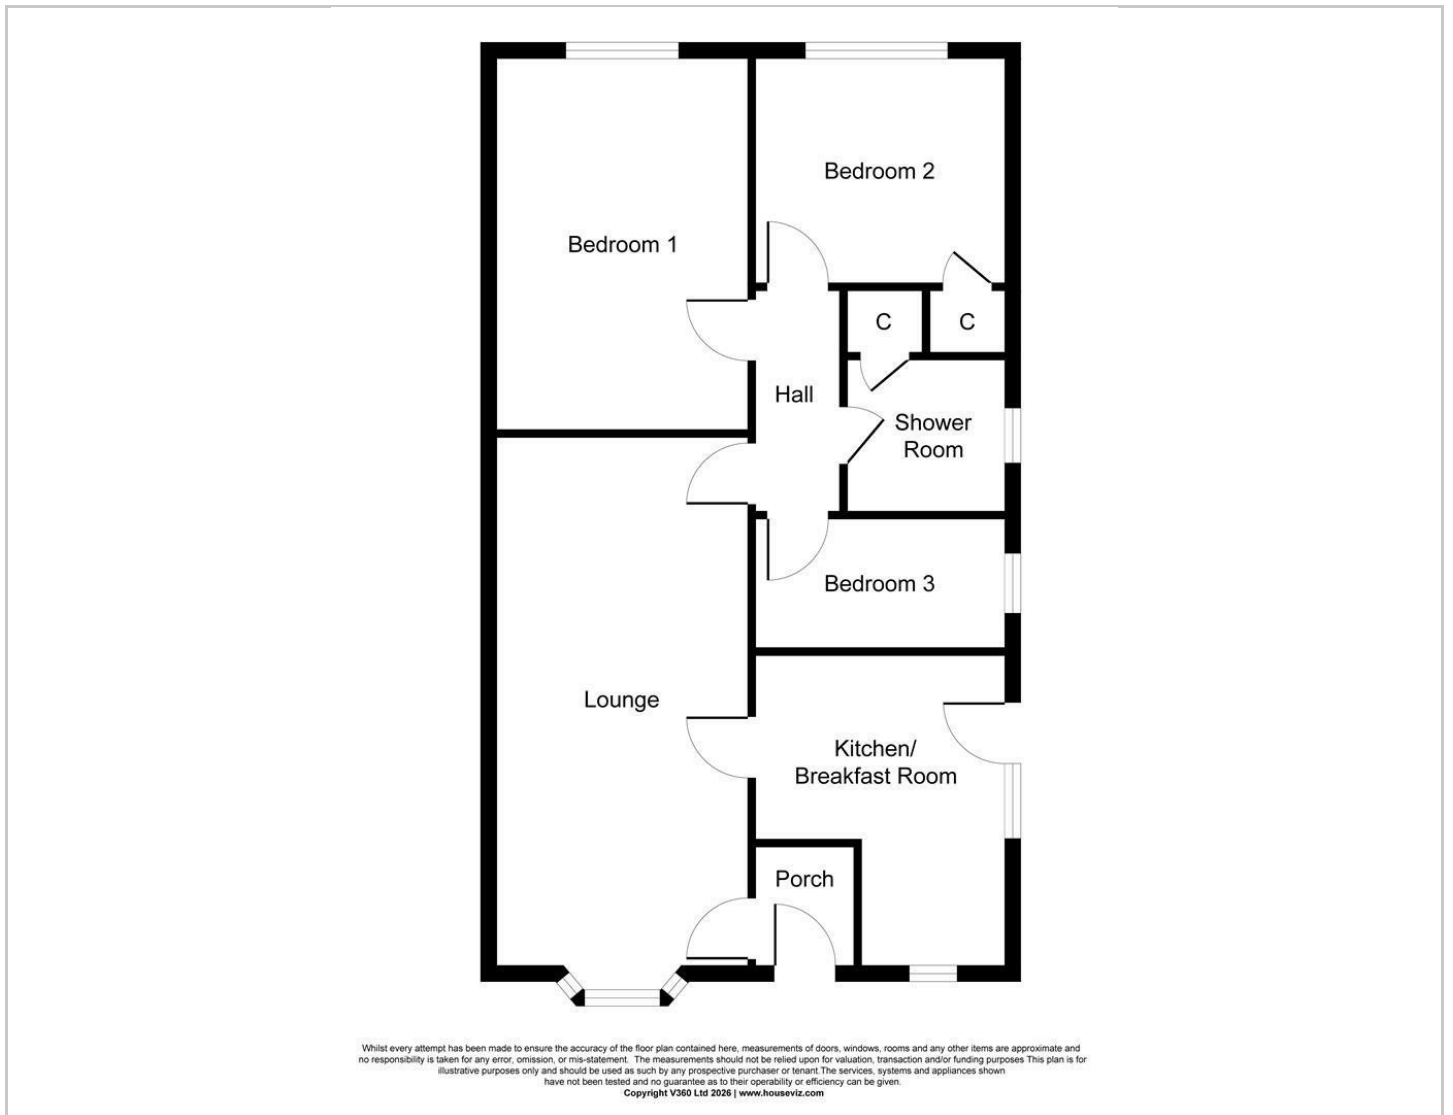 Bedroom 2
Bedroom 1
C
C
Hall
Shower
Room
Bedroom 3
Lounge
Kitchen/
Breakfast Room
Porch
Whilst every attempt has been made to ensure the accuracy of the floor plan contained here, measurements of doors, windows, rooms and any other items are approximate and
no responsibility is taken for any error, omission, or mis-statement. The measurements should not be relied upon for valuation, transaction and/or funding purposes This plan is for
illustrative purposes only and should be used as such by any prospective purchaser or tenant.The services, systems and appliances shown
have not been tested and no guarantee as to their operability or efficiency can be given.
Copyright V360 Ltd 2026 | www.houseviz.com